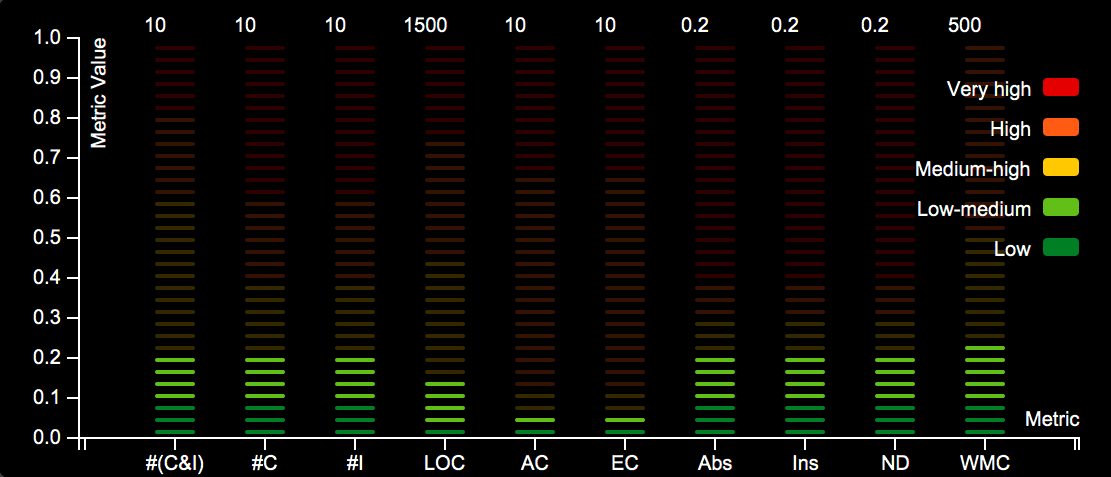 10 10 10 1500 10 10 0.2 0.2 0.2 500
Metric Value
1.0
0.9
0.8
0.7
0.6
0.5
0.4
0.3
0.2
0.1
0.0
Very high
High
Medium-high
Low-medium
Low
Metric
#(C&I) #C #I LOC AC EC Abs Ins ND WMC